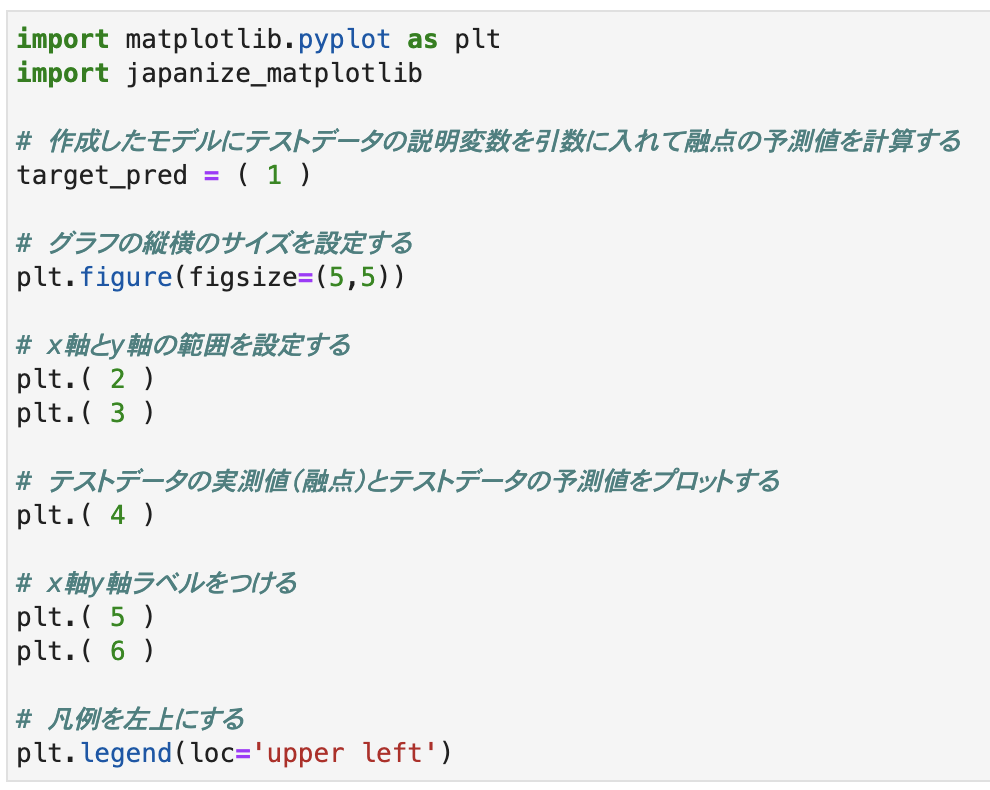 import matplotlib.pyplot as plt
import japanize_matplotlib
# 作成したモデルにテストデータの説明変数を引数に入れて融点の予測値を計算する
target_pred = ( 1 )
# グラフの縦横のサイズを設定する
plt.figure(figsize=(5,5))
# x軸とy軸の範囲を設定する
plt.( 2 )
plt.( 3 )
# テストデータの実測値（融点）とテストデータの予測値をプロットする
plt.( 4 )
# x軸y軸ラベルをつける
plt.( 5 )
plt.( 6 )
# 凡例を左上にする
plt.legend(loc='upper left')